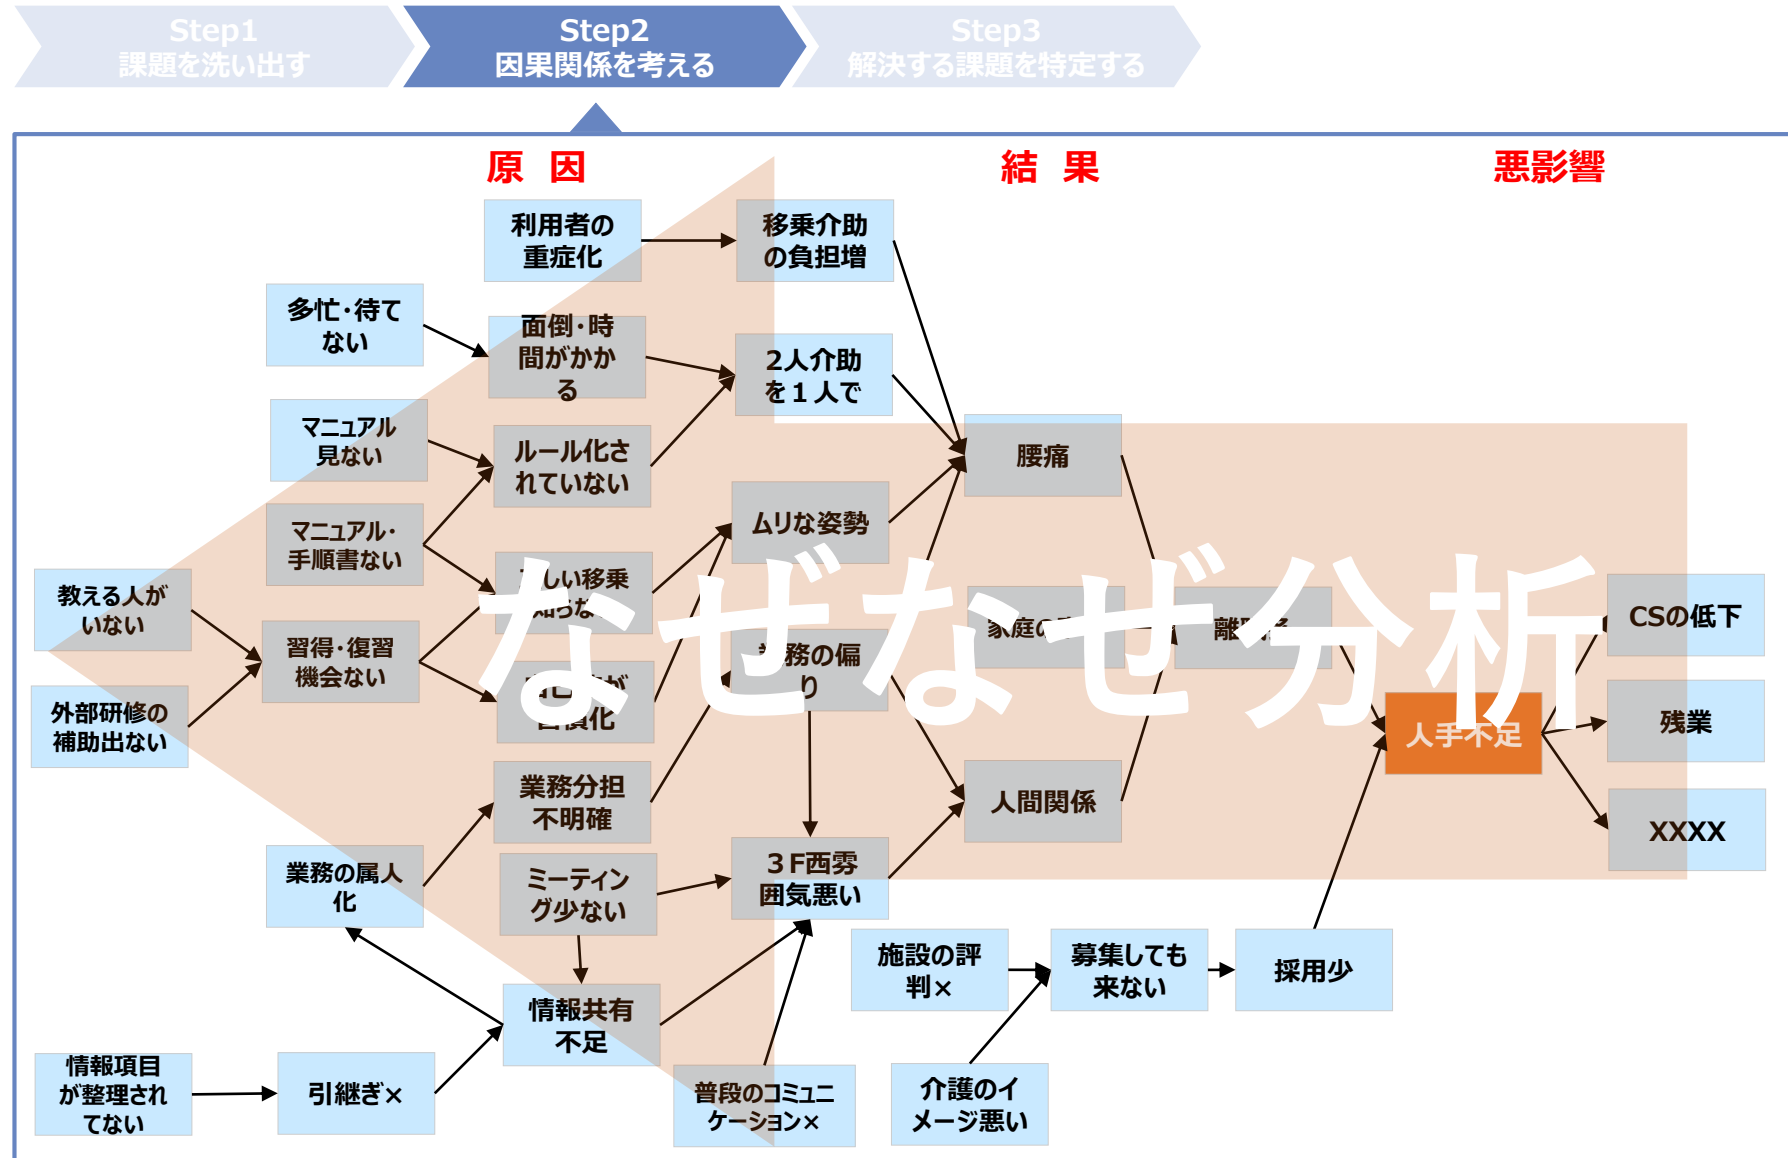 Step1
課題を洗い出す
Step2
因果関係を考える
Step3
解決する課題を特定する
原 因
結 果
悪影響
利用者の
重症化
移乗介助
の負担増
多忙・待て
ない
面倒・時
間がかか
る
2人介助
を１人で
マニュアル
見ない
ルール化さ
れていない
腰痛
マニュアル・
手順書ない
ムリな姿勢
しい移乗
知らな
教える人が
いない
習得・復習
機会ない
外部研修の
補助出ない
習慣化
務の偏
り
家庭の
離職
なぜなぜ分析
CSの低下
人手不足
残業
XXXX
業務分担
不明確
人間関係
業務の属人
化
ミーティン
グ少ない
３F西雰
囲気悪い
情報共有
不足
施設の評
判×
募集しても
来ない
採用少
情報項目
が整理され
てない
引継ぎ×
普段のコミュニ
ケーション×
介護のイ
メージ悪い